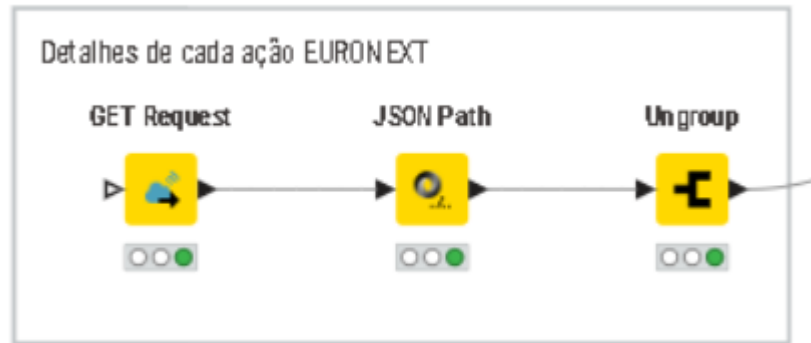 Detalhes de cada ação EURONEXT
GET Request
JSON Path
Ungroup